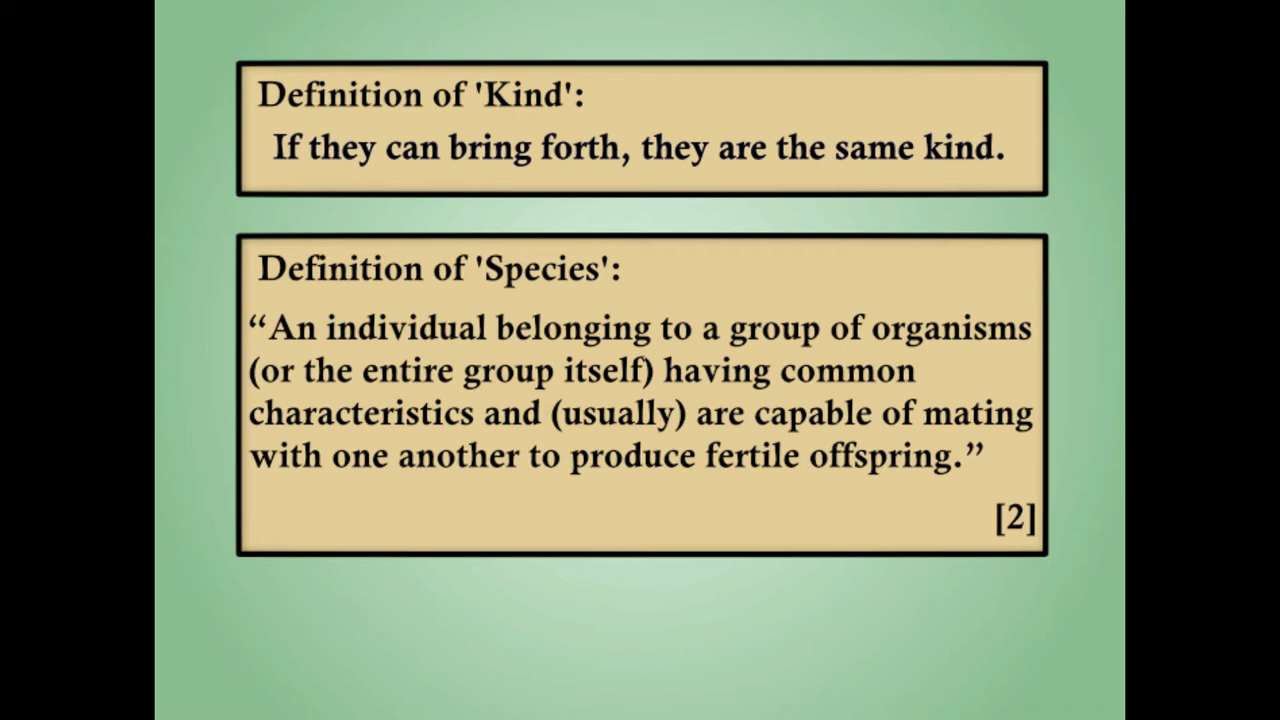 Definition of 'Kind':
If they can bring forth, they are the same kind.
Definition of 'Species':
“An individual belonging to a group of organisms
(or the entire group itself) having common
characteristics and (usually) are capable of mating
with one another to produce fertile offspring.”
[2]